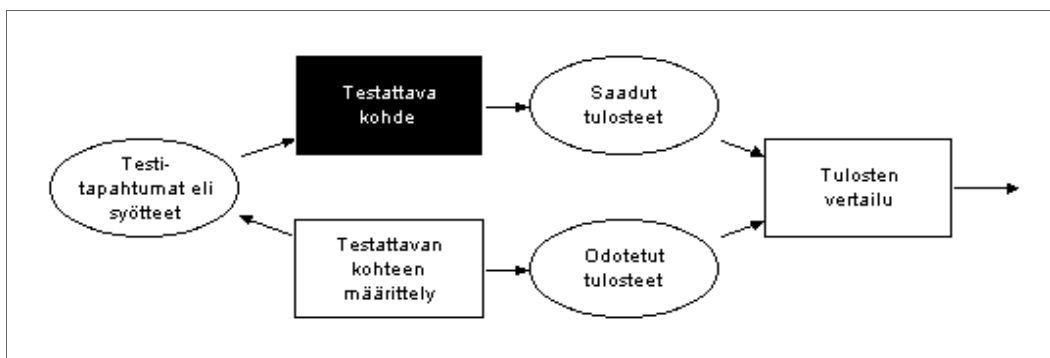 Testattava
kohde
Saadut
tulosteet
Testi-
tapahtumat eli
syötteet
Tulosten
vertailu
Testattavan
kohteen
määrittely
Odotetut
tulosteet